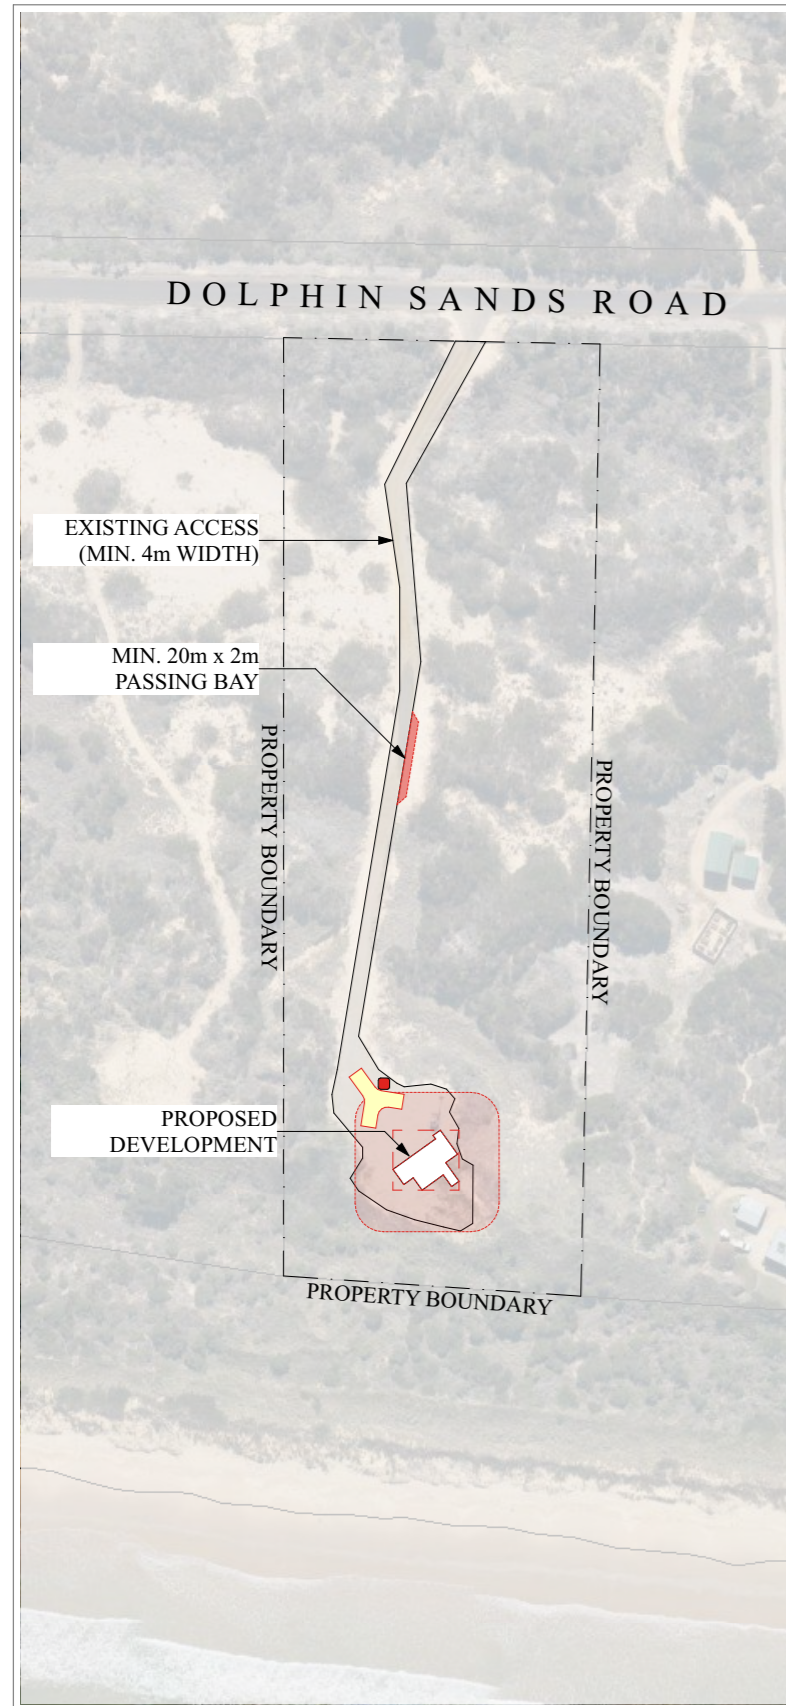 DOLPHIN SANDS ROAD
EXISTING ACCESS
(MIN. 4m WIDTH)
MIN. 20m x 2m
PASSING BAY
PROPERTY BOUNDARY
PROPERTY BOUNDARY
PROPOSED
DEVELOPMENT
PROPERTY BOUNDARY